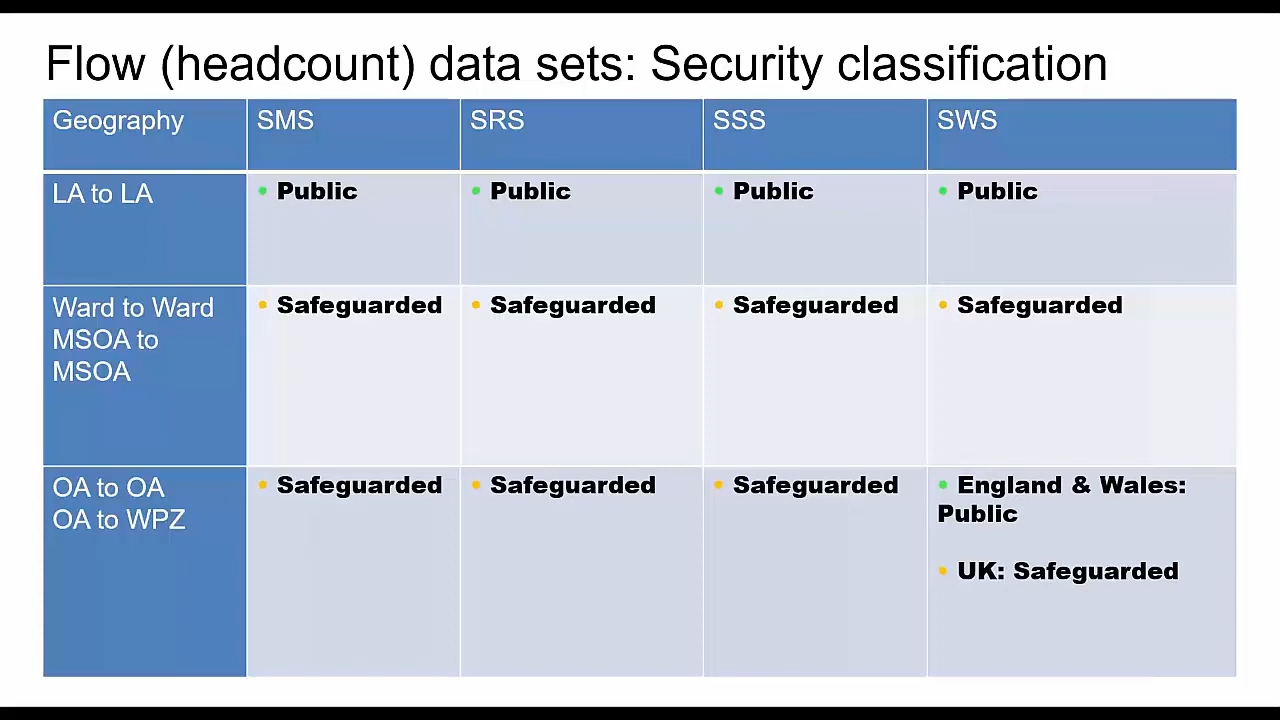 Flow (headcount) data sets: Security classification
Geography SMS SRS SSS SWS
LA to LA • Public • Public • Public • Public
Ward to Ward • Safeguarded • Safeguarded • Safeguarded • Safeguarded
MSOA to
MSOA
OA to OA • Safeguarded • Safeguarded • Safeguarded • England & Wales:
OA to WPZ Public
• UK: Safeguarded